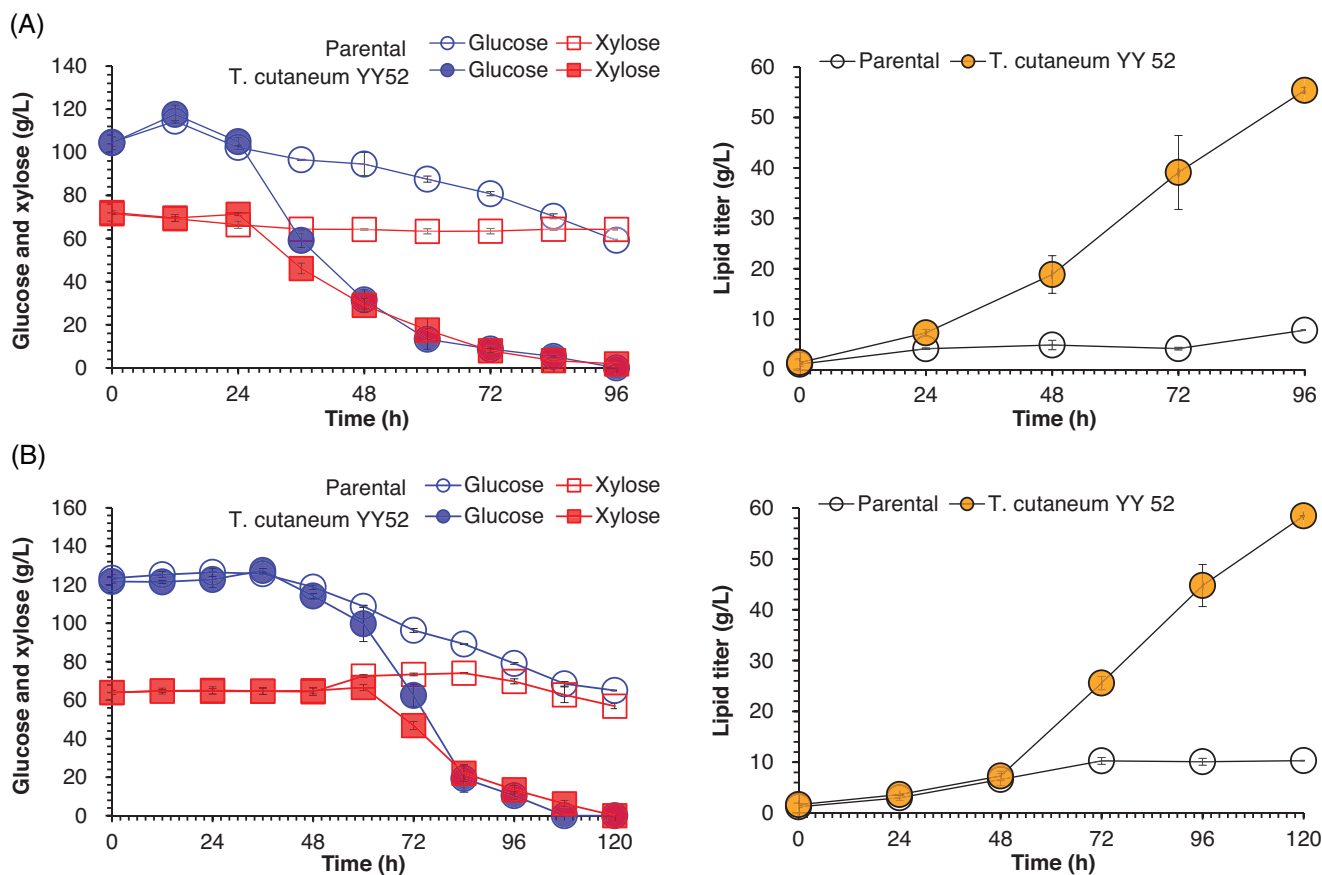 (A)
Parental Glucose Xylose
T. cutaneum YY52 Glucose Xylose
Glucose and xylose (g/L)
140
120
100
80
60
40
20
0
0 24 48 72 96
Time (h)
Parental T. cutaneum YY 52
Lipid titer (g/L)
60
50
40
30
20
10
0
0 24 48 72 96
Time (h)
(B)
Parental Glucose Xylose
T. cutaneum YY52 Glucose Xylose
Glucose and xylose (g/L)
160
140
120
100
80
60
40
20
0
0 24 48 72 96 120
Time (h)
Parental T. cutaneum YY 52
Lipid titer (g/L)
60
50
40
30
20
10
0
0 24 48 72 96 120
Time (h)